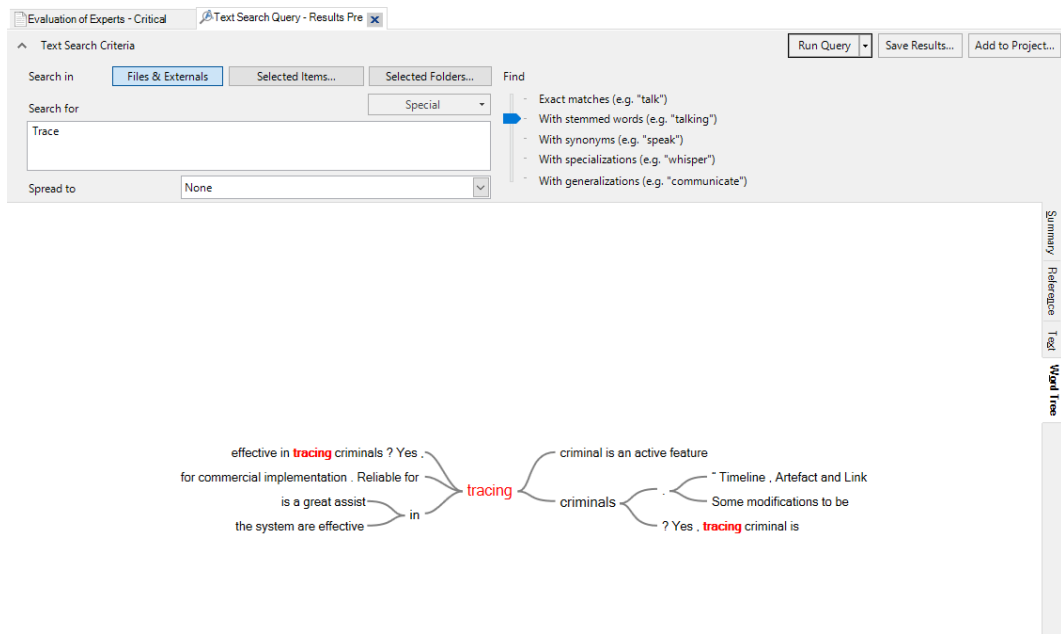 Evaluation of Experts - Critical
Text Search Query - Results Pre
Text Search Criteria
Run Query
Save Results...
Add to Project...
Search in
Files & Externals
Selected Items...
Selected Folders...
Find
Search for
Special
Exact matches (e.g. "talk")
Trace
With stemmed words (e.g. "talking")
With synonyms (e.g. "speak")
With specializations (e.g. "whisper")
With generalizations (e.g. "communicate")
Spread to
None
Summary
Reference
Text
Word Tree
effective in tracing criminals ? Yes ,
for commercial implementation . Reliable for
is a great assist
the system are effective
in
tracing
criminal is an active feature
criminals
.
" Timeline , Artefact and Link
Some modifications to be
? Yes , tracing criminal is